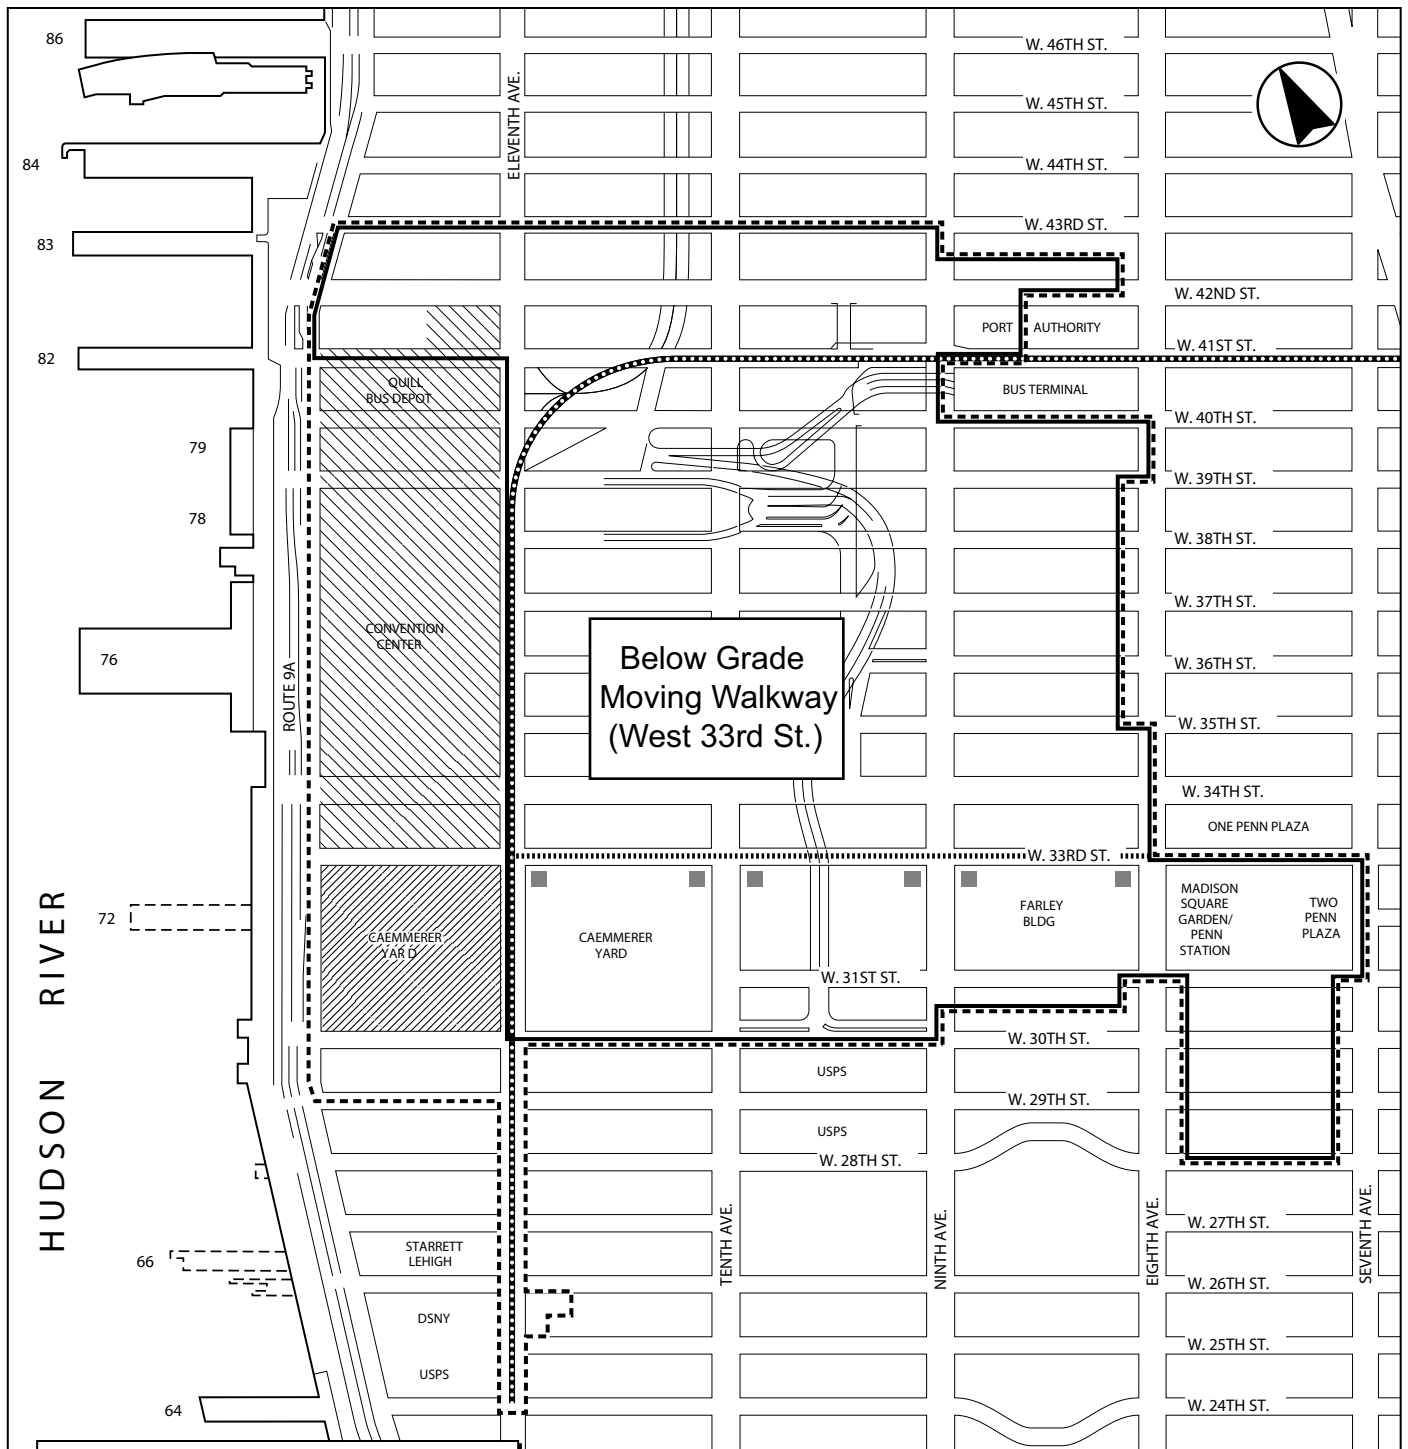 86
W. 46TH ST.
ELEVENTH AVE.
W. 45TH ST.
84
W. 44TH ST.
83
W. 43RD ST.
W. 42ND ST.
PORT AUTHORITY
W. 41ST ST.
82
QUILL
BUS DEPOT
BUS TERMINAL
W. 40TH ST.
79
W. 39TH ST.
78
W. 38TH ST.
W. 37TH ST.
CONVENTION
CENTER
76
Below Grade
Moving Walkway
(West 33rd St.)
W. 36TH ST.
ROUTE 9A
W. 35TH ST.
W. 34TH ST.
ONE PENN PLAZA
W. 33RD ST.
HUDSON RIVER
72
CAEMMERER
YAR D
CAEMMERER
YARD
FARLEY
BLDG
MADISON
SQUARE
GARDEN/
PENN
STATION
TWO
PENN
PLAZA
W. 31ST ST.
W. 30TH ST.
USPS
W. 29TH ST.
USPS
W. 28TH ST.
TENTH AVE.
NINTH AVE.
EIGHTH AVE.
SEVENTH AVE.
W. 27TH ST.
66
STARRETT
LEHIGH
W. 26TH ST.
DSNY
W. 25TH ST.
USPS
64
W. 24TH ST.